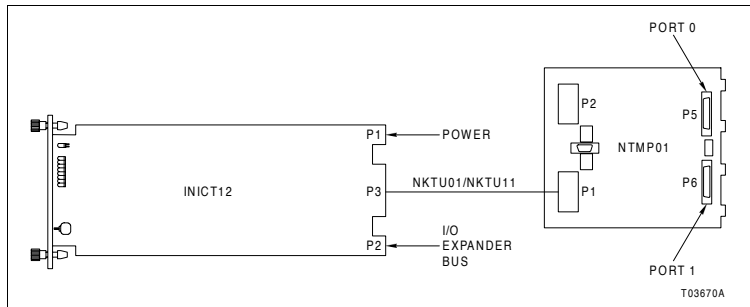 PORT 0
P2
P5
P1
POWER
NTMP01
INICT12
P3
NKTU01/NKTU11
P1
P6
I/O
EXPANDER
BUS
P2
PORT 1
T03670A